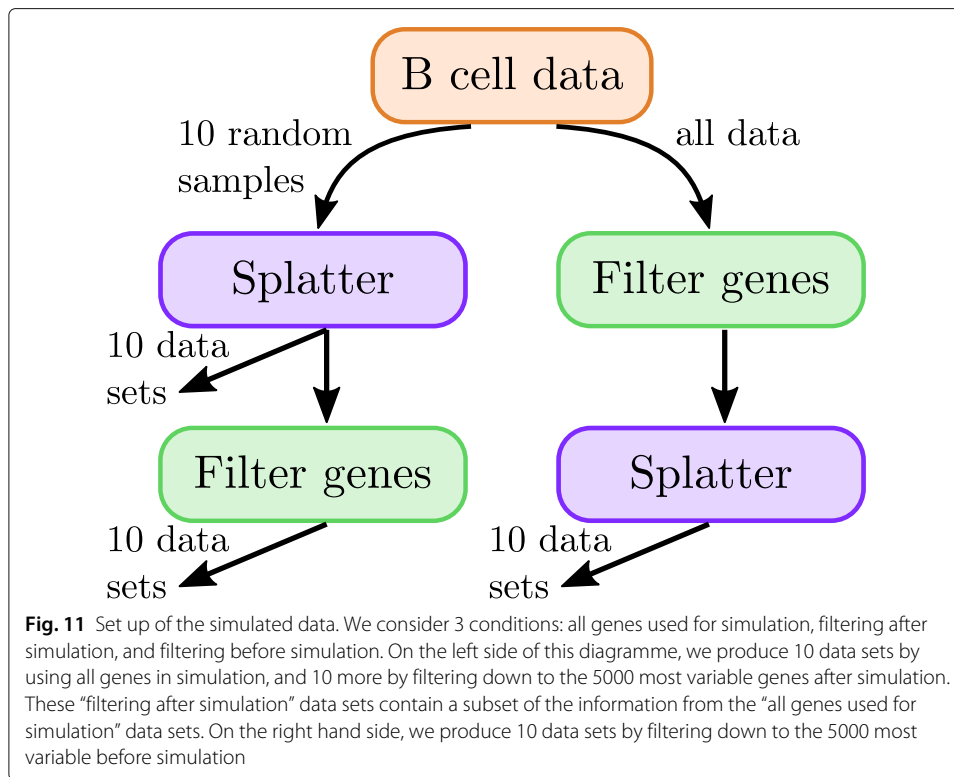 B cell data
10 random
samples
all data
Splatter
Filter genes
10 data
sets
Filter genes
Splatter
10 data
sets
10 data
sets
Fig. 11 Set up of the simulated data. We consider 3 conditions: all genes used for simulation, filtering after
simulation, and filtering before simulation. On the left side of this diagramme, we produce 10 data sets by
using all genes in simulation, and 10 more by filtering down to the 5000 most variable genes after simulation.
These “filtering after simulation” data sets contain a subset of the information from the “all genes used for
simulation” data sets. On the right hand side, we produce 10 data sets by filtering down to the 5000 most
variable before simulation